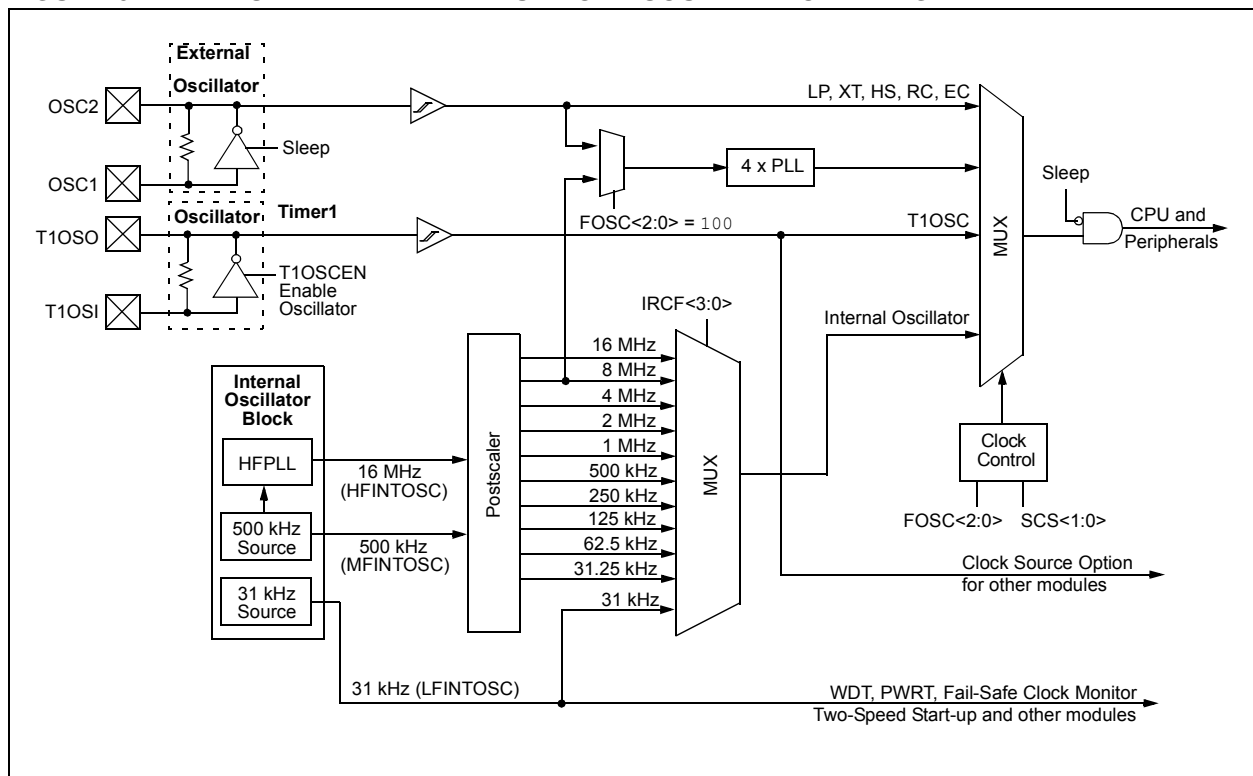 External
Oscillator
OSC2
Sleep
OSC1
LP, XT, HS, RC, EC
4 x PLL
FOSC<2:0> = 100
Sleep
CPU and
Peripherals
MUX
Oscillator
Timer1
T1OSO
T1OSCEN
Enable
Oscillator
T1OSI
T1OSC
IRCF<3:0>
Internal Oscillator
Internal
Oscillator
Block
HFPLL
500 kHz
Source
31 kHz
Source
16 MHz
(HFINTOSC)
500 kHz
(MFINTOSC)
Postscaler
16 MHz
8 MHz
4 MHz
2 MHz
1 MHz
500 kHz
250 kHz
125 kHz
62.5 kHz
31.25 kHz
31 kHz
MUX
Clock
Control
FOSC<2:0>
SCS<1:0>
Clock Source Option
for other modules
31 kHz (LFINTOSC)
WDT, PWRT, Fail-Safe Clock Monitor
Two-Speed Start-up and other modules